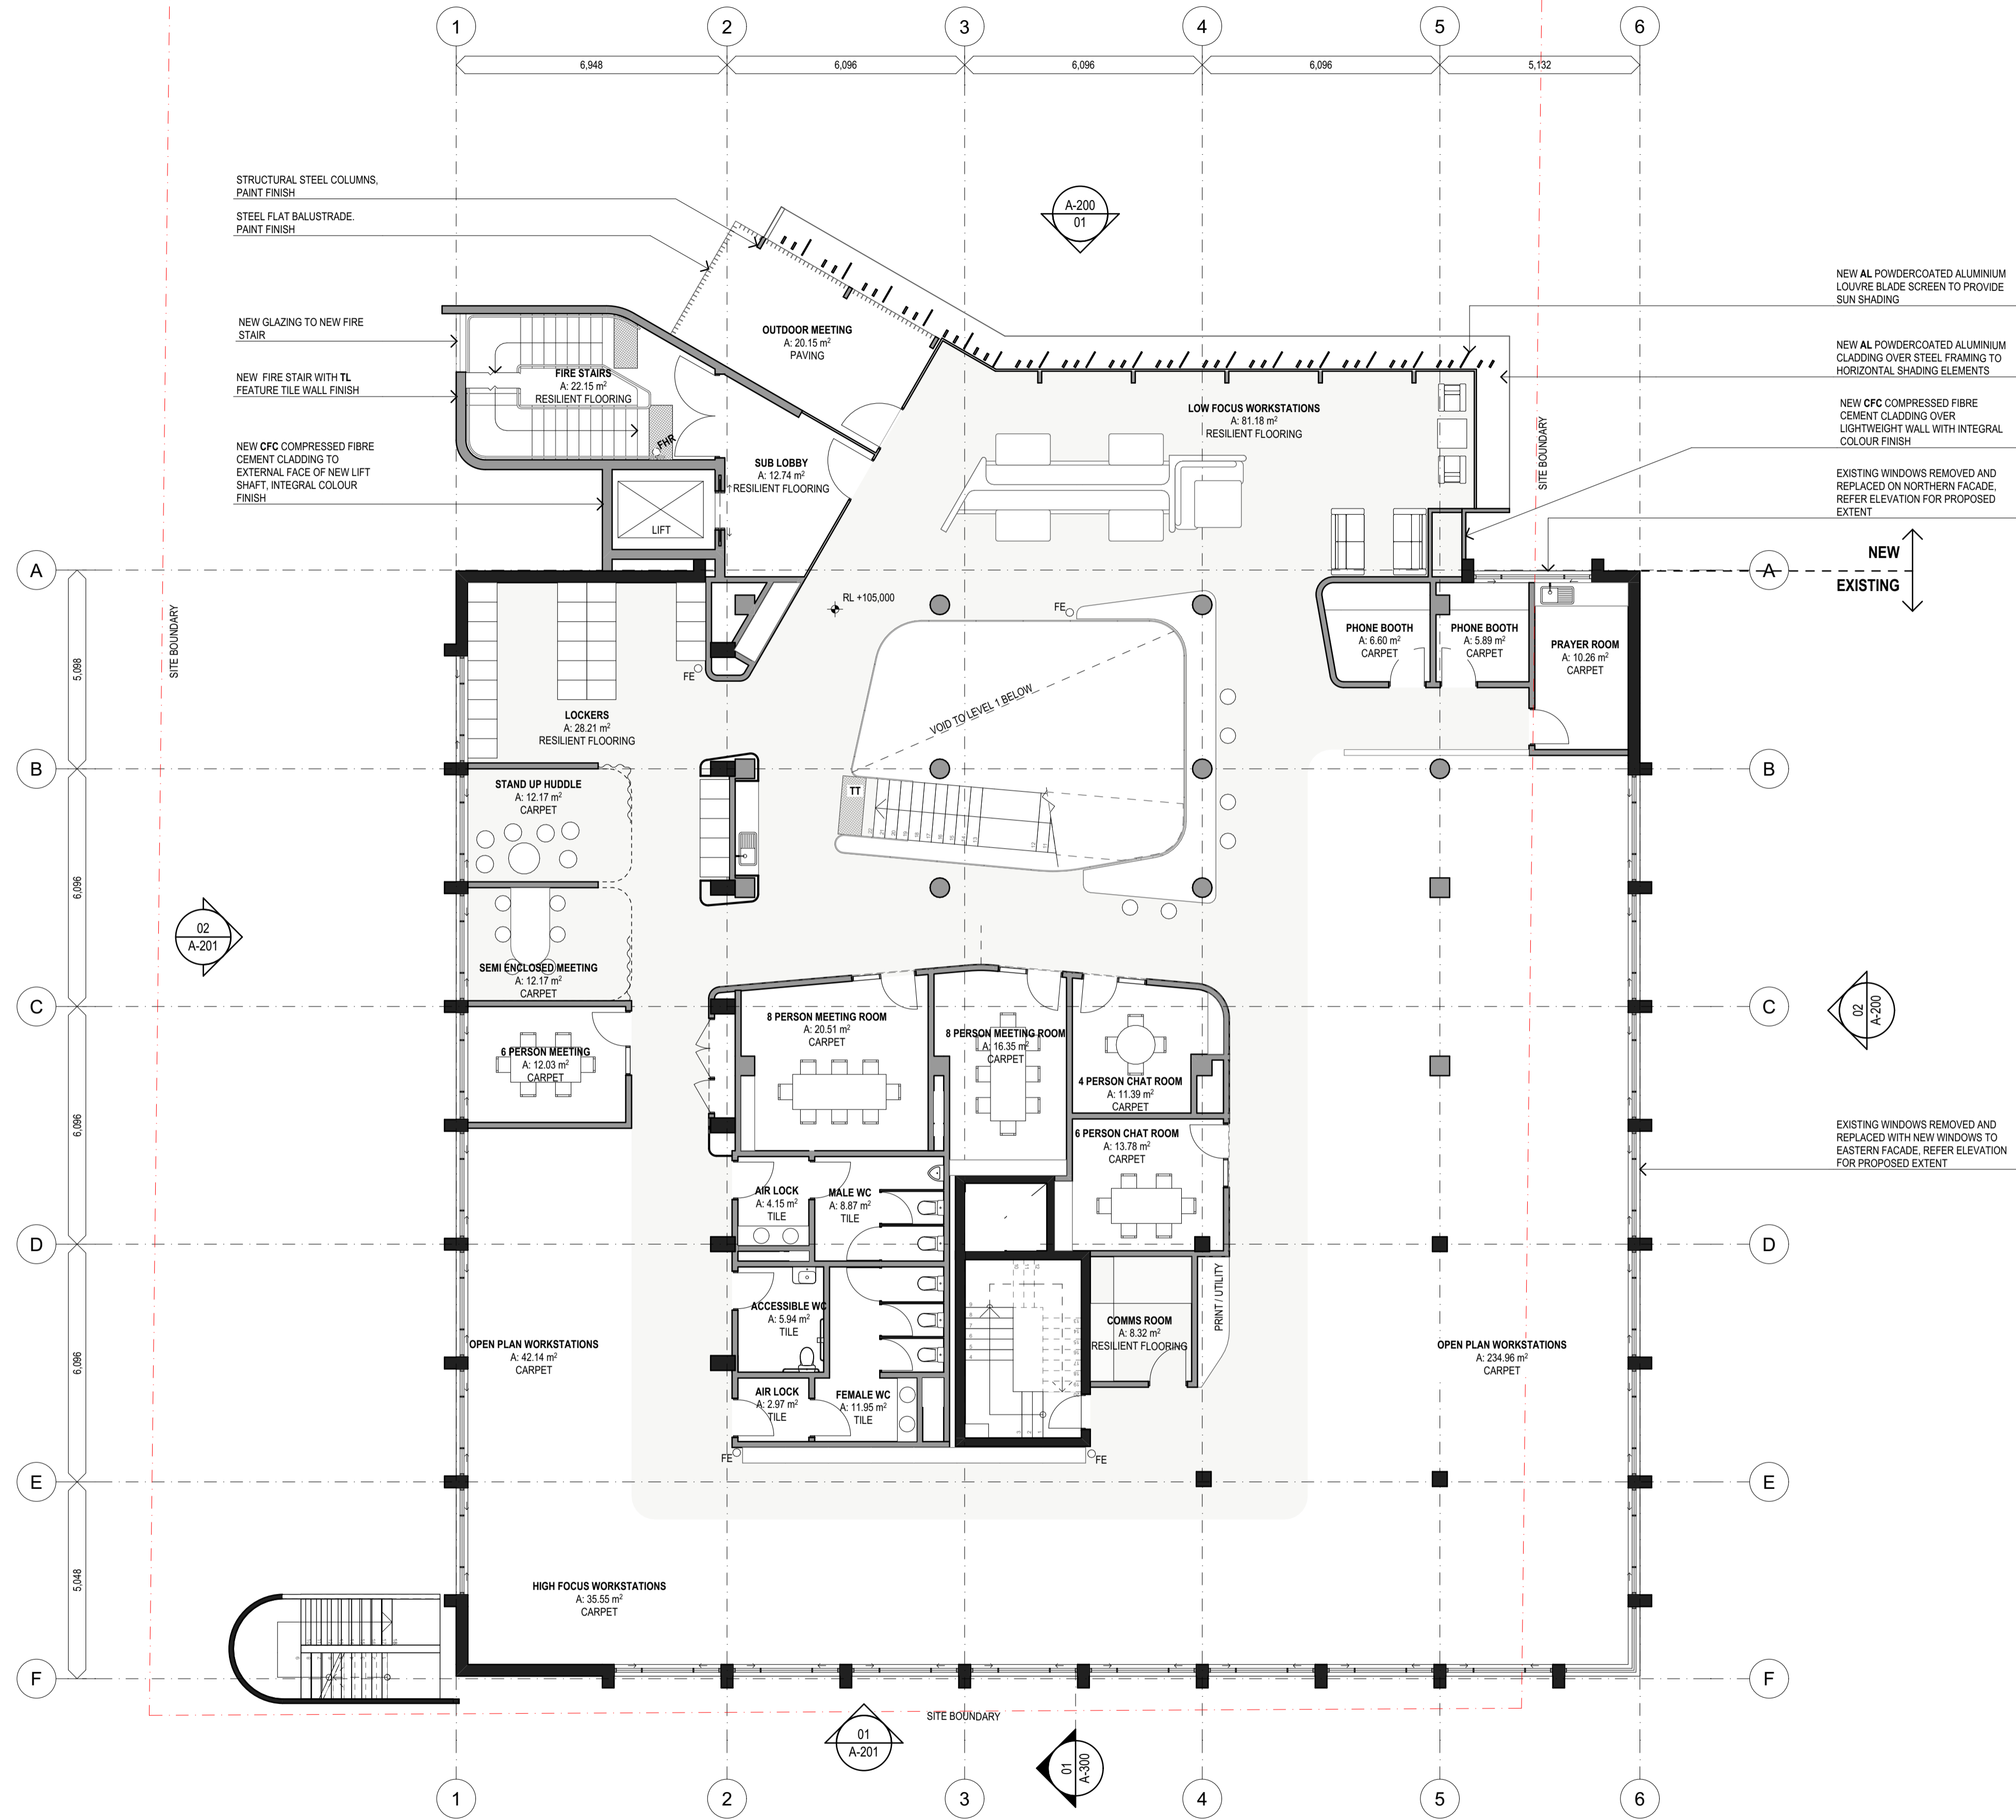 1 2 3 4 5 6
6,948 6,096 6,096 6,096 5,132
STRUCTURAL STEEL COLUMNS,
PAINT FINISH
STEEL FLAT BALUSTRADE.
PAINT FINISH
NEW GLAZING TO NEW FIRE
STAIR
NEW FIRE STAIR WITH TL
FEATURE TILE WALL FINISH
NEW CFC COMPRESSED FIBRE
CEMENT CLADDING TO
EXTERNAL FACE OF NEW LIFT
SHAFT, INTEGRAL COLOUR
FINISH
A-200
01
NEW AL POWDERCOATED ALUMINIUM
LOUVRE BLADE SCREEN TO PROVIDE
SUN SHADING
NEW AL POWDERCOATED ALUMINIUM
CLADDING OVER STEEL FRAMING TO
HORIZONTAL SHADING ELEMENTS
NEW CFC COMPRESSED FIBRE
CEMENT CLADDING OVER
LIGHTWEIGHT WALL WITH INTEGRAL
COLOUR FINISH
EXISTING WINDOWS REMOVED AND
REPLACED ON NORTHERN FACADE,
REFER ELEVATION FOR PROPOSED
EXTENT
SITE BOUNDARY
NEW
EXISTING
OUTDOOR MEETING
A: 20.15 m²
PAVING
FIRE STAIRS
A: 22.15 m²
RESILIENT FLOORING
FHR
LOW FOCUS WORKSTATIONS
A: 81.18 m²
RESILIENT FLOORING
SUB LOBBY
A: 12.74 m²
RESILIENT FLOORING
LIFT
A
A
SITE BOUNDARY
5,098
RL +105,000
FE
FE
PHONE BOOTH
A: 6.60 m²
CARPET
PHONE BOOTH
A: 5.89 m²
CARPET
PRAYER ROOM
A: 10.26 m²
CARPET
LOCKERS
A: 28.21 m²
RESILIENT FLOORING
VOID TO LEVEL 1 BELOW
B
B
STAND UP HUDDLE
A: 12.17 m²
CARPET
TT
22 21 20 19 18 17 16 15 14 13
12 11
6,096
02
A-201
SEMI ENCLOSED MEETING
A: 12.17 m²
CARPET
C
C
02
A-200
8 PERSON MEETING ROOM
A: 20.51 m²
CARPET
8 PERSON MEETING ROOM
A: 16.35 m²
CARPET
6 PERSON MEETING
A: 12.03 m²
CARPET
4 PERSON CHAT ROOM
A: 11.39 m²
CARPET
6,096
6 PERSON CHAT ROOM
A: 13.78 m²
CARPET
EXISTING WINDOWS REMOVED AND
REPLACED WITH NEW WINDOWS TO
EASTERN FACADE, REFER ELEVATION
FOR PROPOSED EXTENT
AIR LOCK
A: 4.15 m²
TILE
MALE WC
A: 8.87 m²
TILE
D
D
ACCESSIBLE WC
A: 5.94 m²
TILE
COMMS ROOM
A: 8.32 m²
RESILIENT FLOORING
PRINT / UTILITY
OPEN PLAN WORKSTATIONS
A: 42.14 m²
CARPET
OPEN PLAN WORKSTATIONS
A: 234.96 m²
CARPET
6,096
AIR LOCK
A: 2.97 m²
TILE
FEMALE WC
A: 11.95 m²
TILE
FE
FE
E
E
5,048
HIGH FOCUS WORKSTATIONS
A: 35.55 m²
CARPET
F
F
SITE BOUNDARY
01
A-201
01
A-300
1 2 3 4 5 6